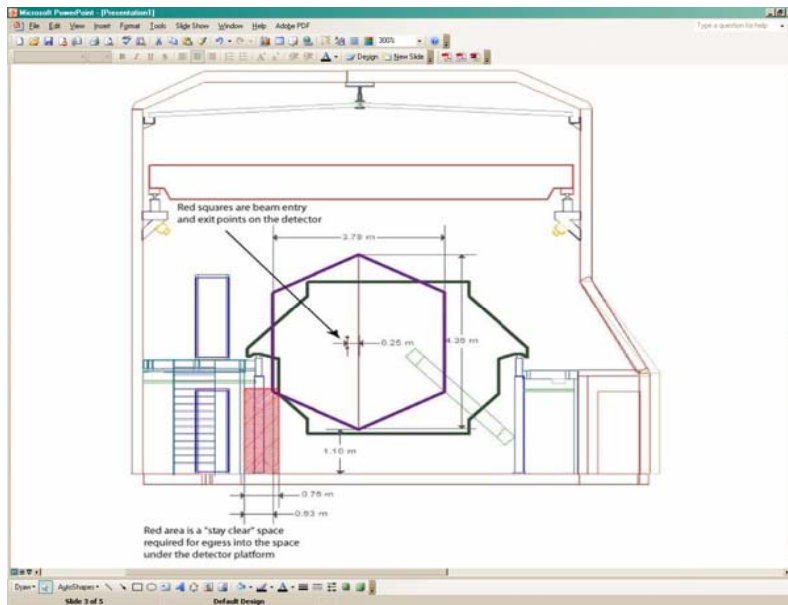 Microsoft PowerPoint - [Presentation1]
File Edit View Insert Format Tools Slide Show Window Help Adobe PDF
Type a question for help
300%
Design New Slide
Red squares are beam entry
and exit points on the detector
3.78 m
0.25 m
4.35 m
1.10 m
0.76 m
0.63 m
Red area is a "stay clear" space
required for egress into the space
under the detector platform
Draw AutoShapes
Slide 3 of 5 Default Design